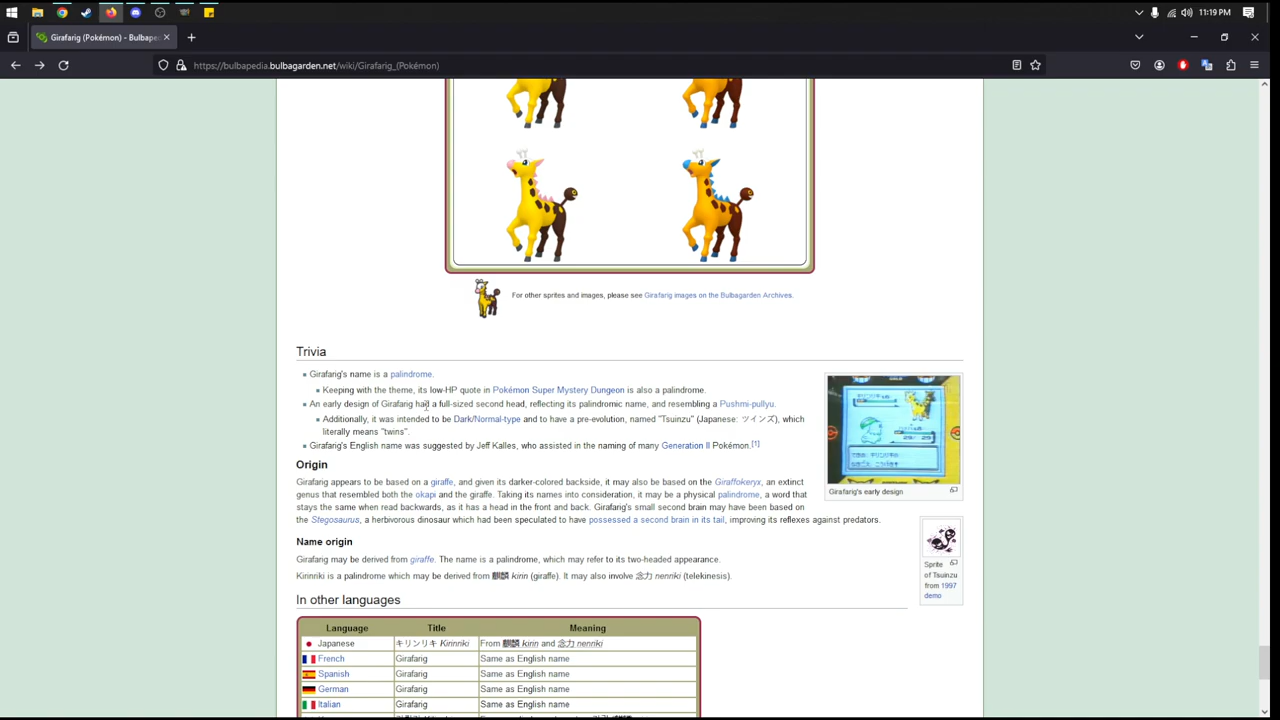 11:19 PM
Girafarig (Pokémon) - Bulbape
https://bulbapedia.bulbagarden.net/wiki/Girafarig_(Pokémon)
For other sprites and images, please see Girafarig images on the Bulbagarden Archives.
Trivia
Girafarig's name is a palindrome.
Keeping with the theme, its low-HP quote in Pokémon Super Mystery Dungeon is also a palindrome.
An early design of Girafarig had a full-sized second head, reflecting its palindromic name, and resembling a Pushmi-pullyu.
Additionally, it was intended to be Dark/Normal-type and to have a pre-evolution, named "Tsuinzu" (Japanese: ツインズ), which
literally means "twins".
Girafarig's English name was suggested by Jeff Kalles, who assisted in the naming of many Generation II Pokémon.[1]
Girafarig's early design
Origin
Girafarig appears to be based on a giraffe, and given its darker-colored backside, it may also be based on the Giraffokeryx, an extinct
genus that resembled both the okapi and the giraffe. Taking its names into consideration, it may be a physical palindrome, a word that
stays the same when read backwards, as it has a head in the front and back. Girafarig's small second brain may have been based on
the Stegosaurus, a herbivorous dinosaur which had been speculated to have possessed a second brain in its tail, improving its reflexes against predators.
Sprite
of Tsuinzu
from 1997
demo
Name origin
Girafarig may be derived from giraffe. The name is a palindrome, which may refer to its two-headed appearance.
Kirinriki is a palindrome which may be derived from 麒麟 kirin (giraffe). It may also involve 念力 nenriki (telekinesis).
In other languages
Language Title Meaning
Japanese キリンリキ Kirinriki From 麒麟 kirin and 念力 nenriki
French Girafarig Same as English name
Spanish Girafarig Same as English name
German Girafarig Same as English name
Italian Girafarig Same as English name